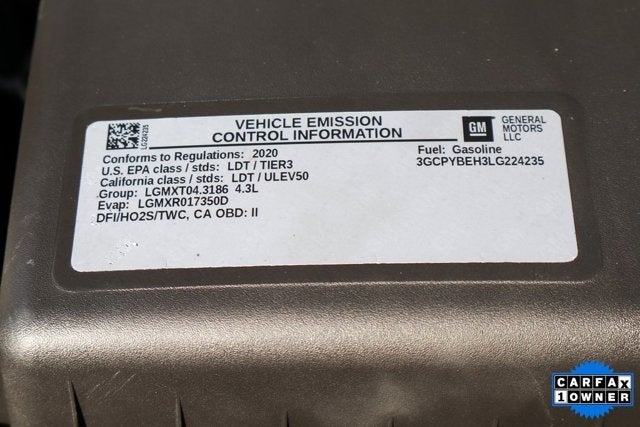 LG224235
VEHICLE EMISSION
CONTROL INFORMATION
GM
GENERAL
MOTORS
LLC
Conforms to Regulations: 2020
U.S. EPA class / stds: LDT / TIER3
California class / stds: LDT / ULEV50
Group: LGMXT04.3186 4.3L
Evap: LGMXR017350D
DFI/HO2S/TWC, CA OBD: II
Fuel: Gasoline
3GCPYBEH3LG224235
CARFAX
1 OWNER